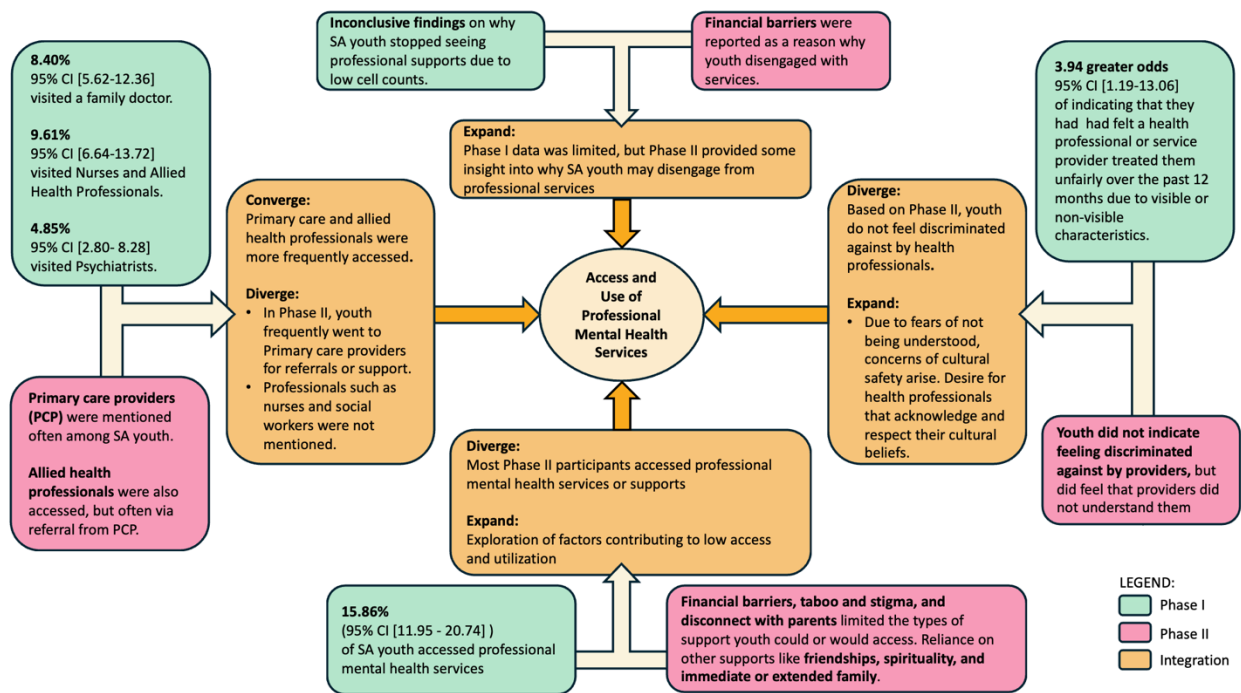 Inconclusive findings on why
SA youth stopped seeing
professional supports due to
low cell counts.
Financial barriers were
reported as a reason why
youth disengaged with
services.
8.40%
95% CI [5.62-12.36]
visited a family doctor.
9.61%
95% CI [6.64-13.72]
visited Nurses and Allied
Health Professionals.
4.85%
95% CI [2.80- 8.28]
visited Psychiatrists.
3.94 greater odds
95% CI [1.19-13.06]
of indicating that they
had had felt a health
professional or service
provider treated them
unfairly over the past 12
months due to visible or
non-visible
characteristics.
Expand:
Phase I data was limited, but Phase II provided some
insight into why SA youth may disengage from
professional services
Converge:
Primary care and allied
health professionals were
more frequently accessed.
Diverge:
• In Phase II, youth
frequently went to
Primary care providers
for referrals or support.
• Professionals such as
nurses and social
workers were not
mentioned.
Access and
Use of
Professional
Mental Health
Services
Diverge:
Based on Phase II, youth
do not feel discriminated
against by health
professionals.
Expand:
• Due to fears of not
being understood,
concerns of cultural
safety arise. Desire for
health professionals
that acknowledge and
respect their cultural
beliefs.
Primary care providers
(PCP) were mentioned
often among SA youth.
Allied health
professionals were also
accessed, but often via
referral from PCP.
Diverge:
Most Phase II participants accessed professional
mental health services or supports
Expand:
Exploration of factors contributing to low access
and utilization
Youth did not indicate
feeling discriminated
against by providers, but
did feel that providers did
not understand them
15.86%
(95% CI [11.95 - 20.74] )
of SA youth accessed professional
mental health services
Financial barriers, taboo and stigma, and
disconnect with parents limited the types of
support youth could or would access. Reliance on
other supports like friendships, spirituality, and
immediate or extended family.
LEGEND:
Phase I
Phase II
Integration